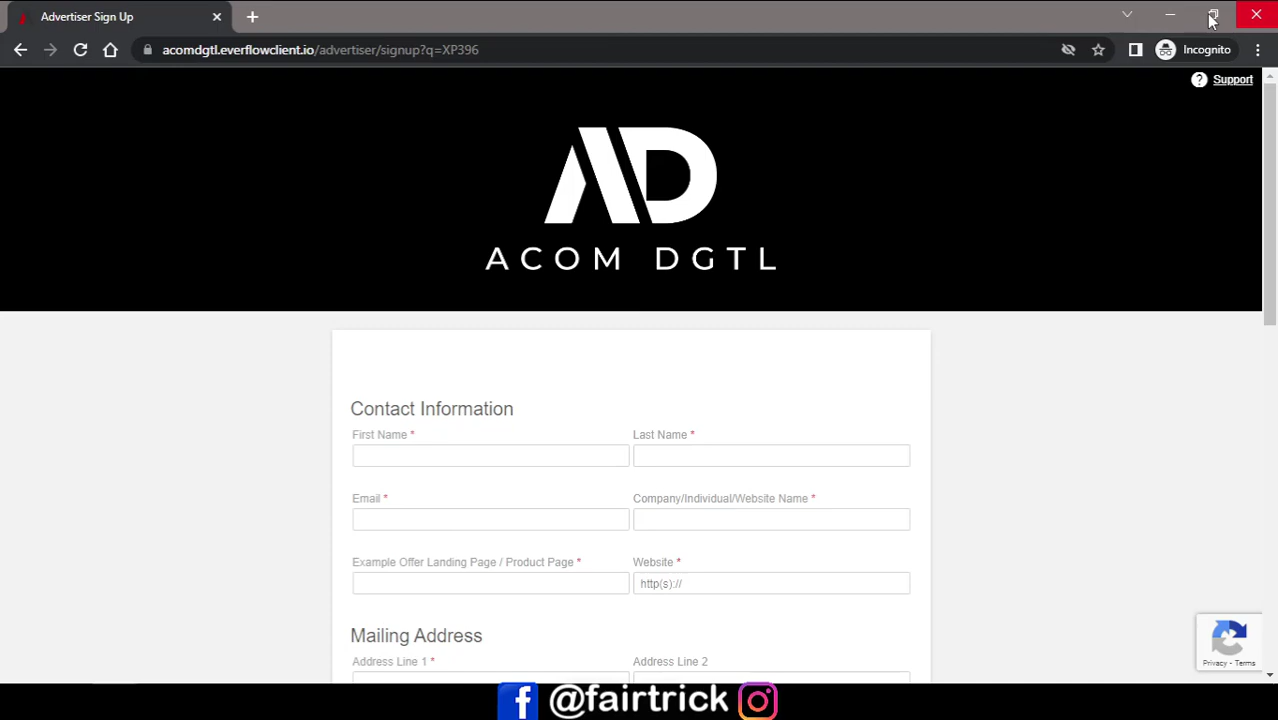 Advertiser Sign Up
acomdgtl.everflowclient.io/advertiser/signup?q=XP396
Incognito
? Support
AD
ACOM DGTL
Contact Information
First Name *
Last Name *
Email *
Company/Individual/Website Name *
Example Offer Landing Page / Product Page *
Website *
http(s)://
Mailing Address
Address Line 1 *
Address Line 2
Privacy - Terms
f @fairtrick